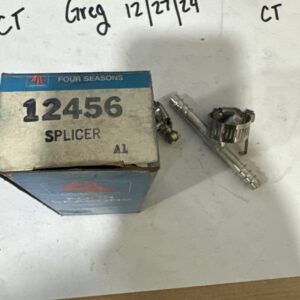 CT Greg 12/27/24 CT
FOUR SEASONS
12456
SPLICER
A1